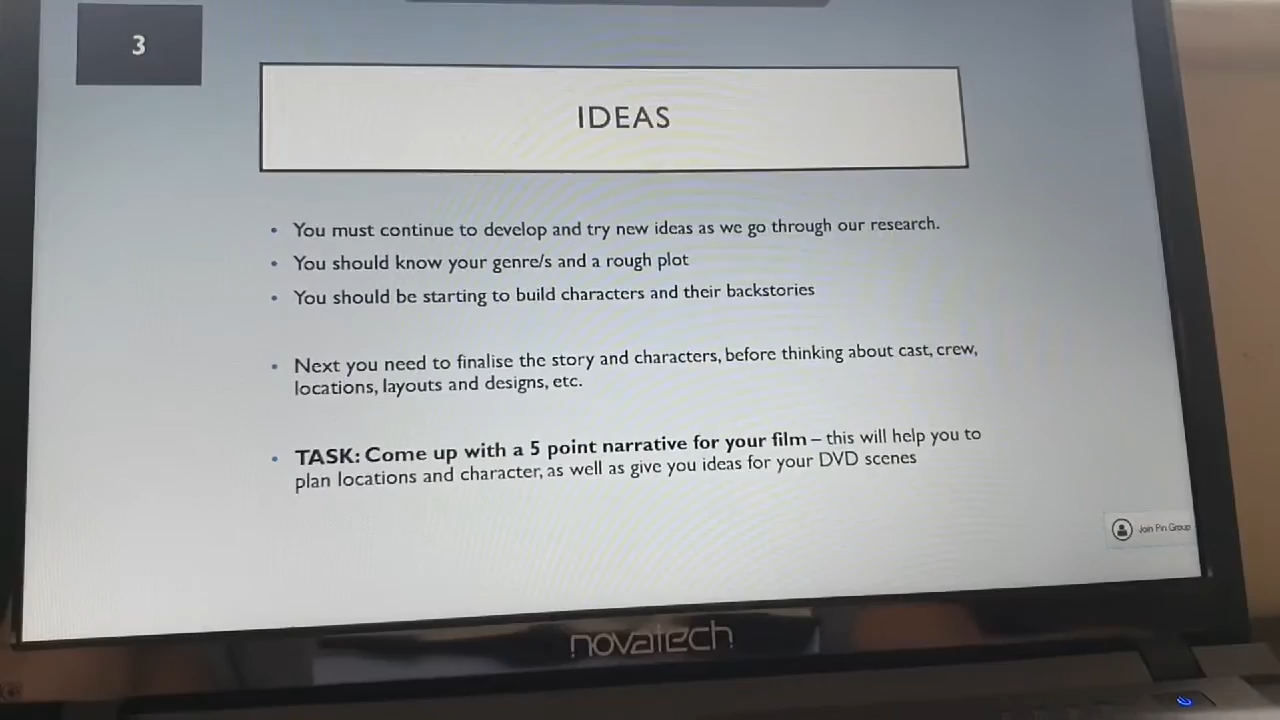 3
IDEAS
• You must continue to develop and try new ideas as we go through our research.
• You should know your genre/s and a rough plot
• You should be starting to build characters and their backstories
• Next you need to finalise the story and characters, before thinking about cast, crew,
locations, layouts and designs, etc.
• TASK: Come up with a 5 point narrative for your film – this will help you to
plan locations and character, as well as give you ideas for your DVD scenes
Join Pin Group
novatech